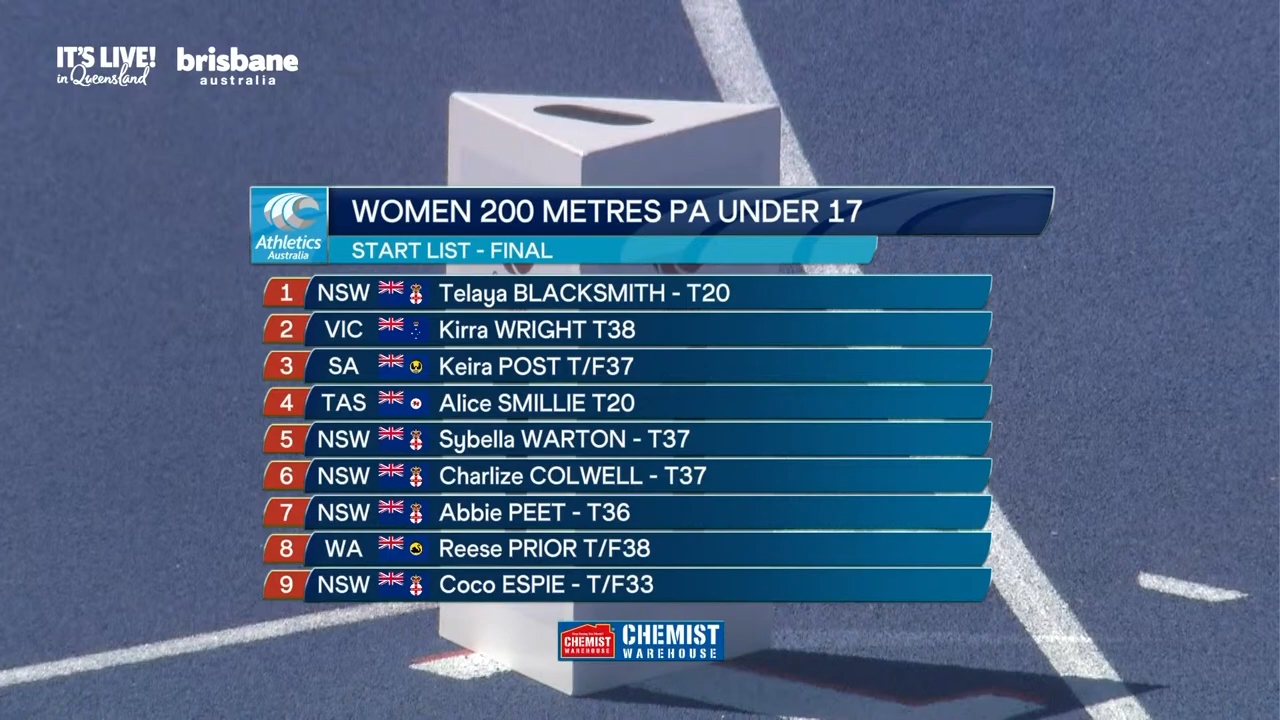 IT'S LIVE!
in Queensland
brisbane
australia
WOMEN 200 METRES PA UNDER 17
Athletics
Australia
START LIST - FINAL
1 NSW Telaya BLACKSMITH - T20
2 VIC Kirra WRIGHT T38
3 SA Keira POST T/F37
4 TAS Alice SMILLIE T20
5 NSW Sybella WARTON - T37
6 NSW Charlize COLWELL - T37
7 NSW Abbie PEET - T36
8 WA Reese PRIOR T/F38
9 NSW Coco ESPIE - T/F33
CHEMIST
WAREHOUSE
CHEMIST
WAREHOUSE